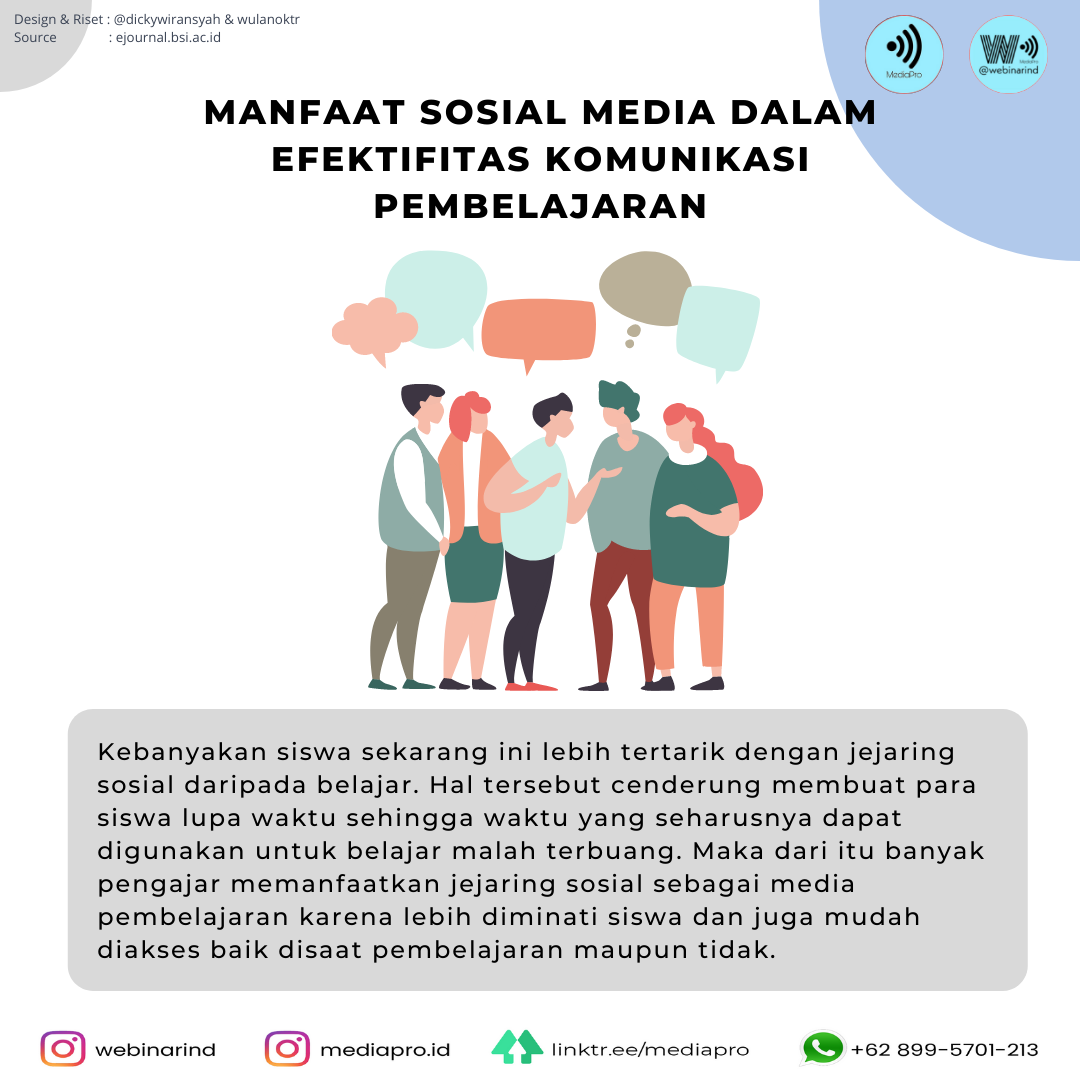 Design & Riset : @dickywiransyah & wulanoktr
Source : ejournal.bsi.ac.id
MediaPro
W
MediaPro
@webinarind
MANFAAT SOSIAL MEDIA DALAM
EFEKTIFITAS KOMUNIKASI
PEMBELAJARAN
Kebanyakan siswa sekarang ini lebih tertarik dengan jejaring
sosial daripada belajar. Hal tersebut cenderung membuat para
siswa lupa waktu sehingga waktu yang seharusnya dapat
digunakan untuk belajar malah terbuang. Maka dari itu banyak
pengajar memanfaatkan jejaring sosial sebagai media
pembelajaran karena lebih diminati siswa dan juga mudah
diakses baik disaat pembelajaran maupun tidak.
webinarind
mediapro.id
linktr.ee/mediapro
+62 899-5701-213